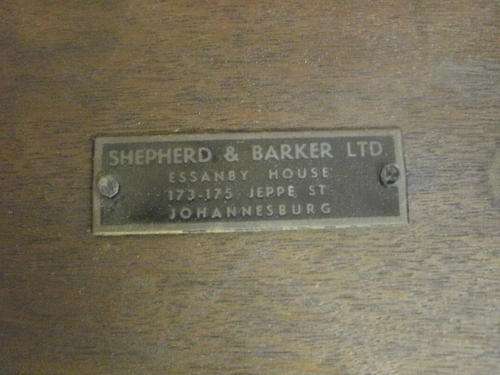 SHEPHERD & BARKER LTD
ESSANBY HOUSE
173-175 JEPPE ST
JOHANNESBURG